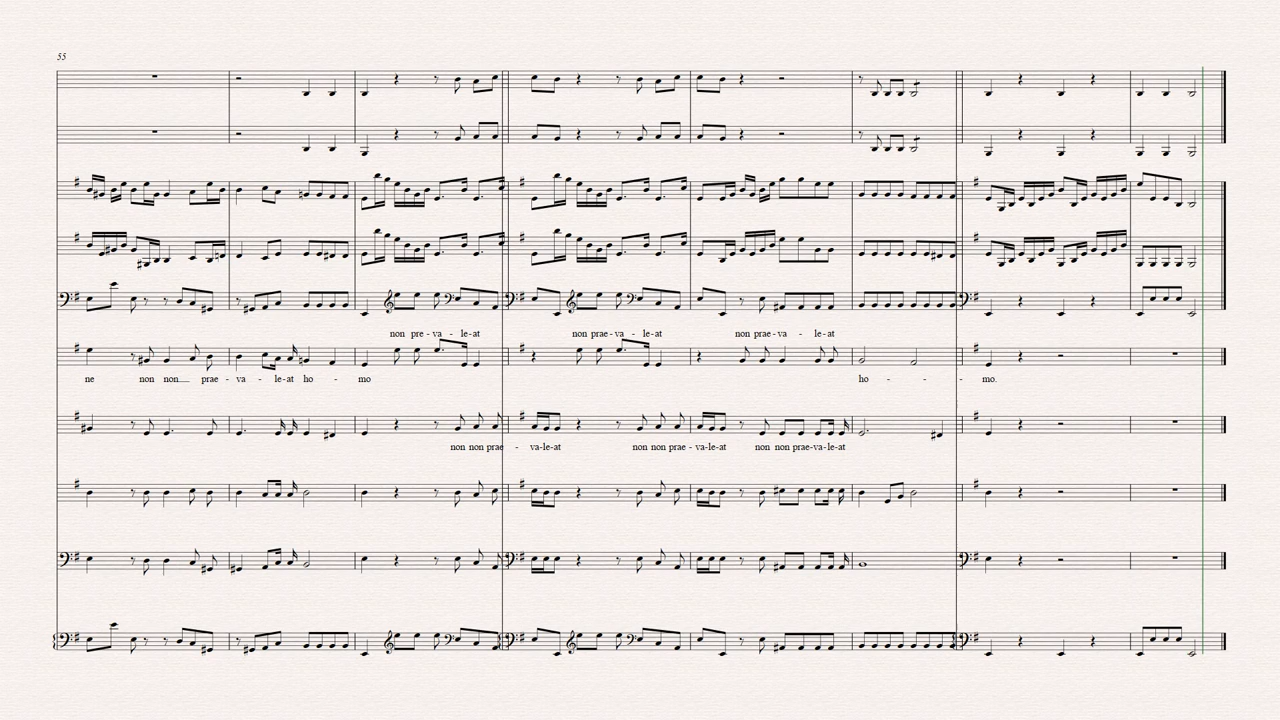 55
non pre - va - le-at non prae - va - le-at non prae - va - le-at
ne non non__ prae - va - le-at ho - mo ho - - - mo.
non non prae - va-le-at non non prae - va-le-at non non prae-va-le-at